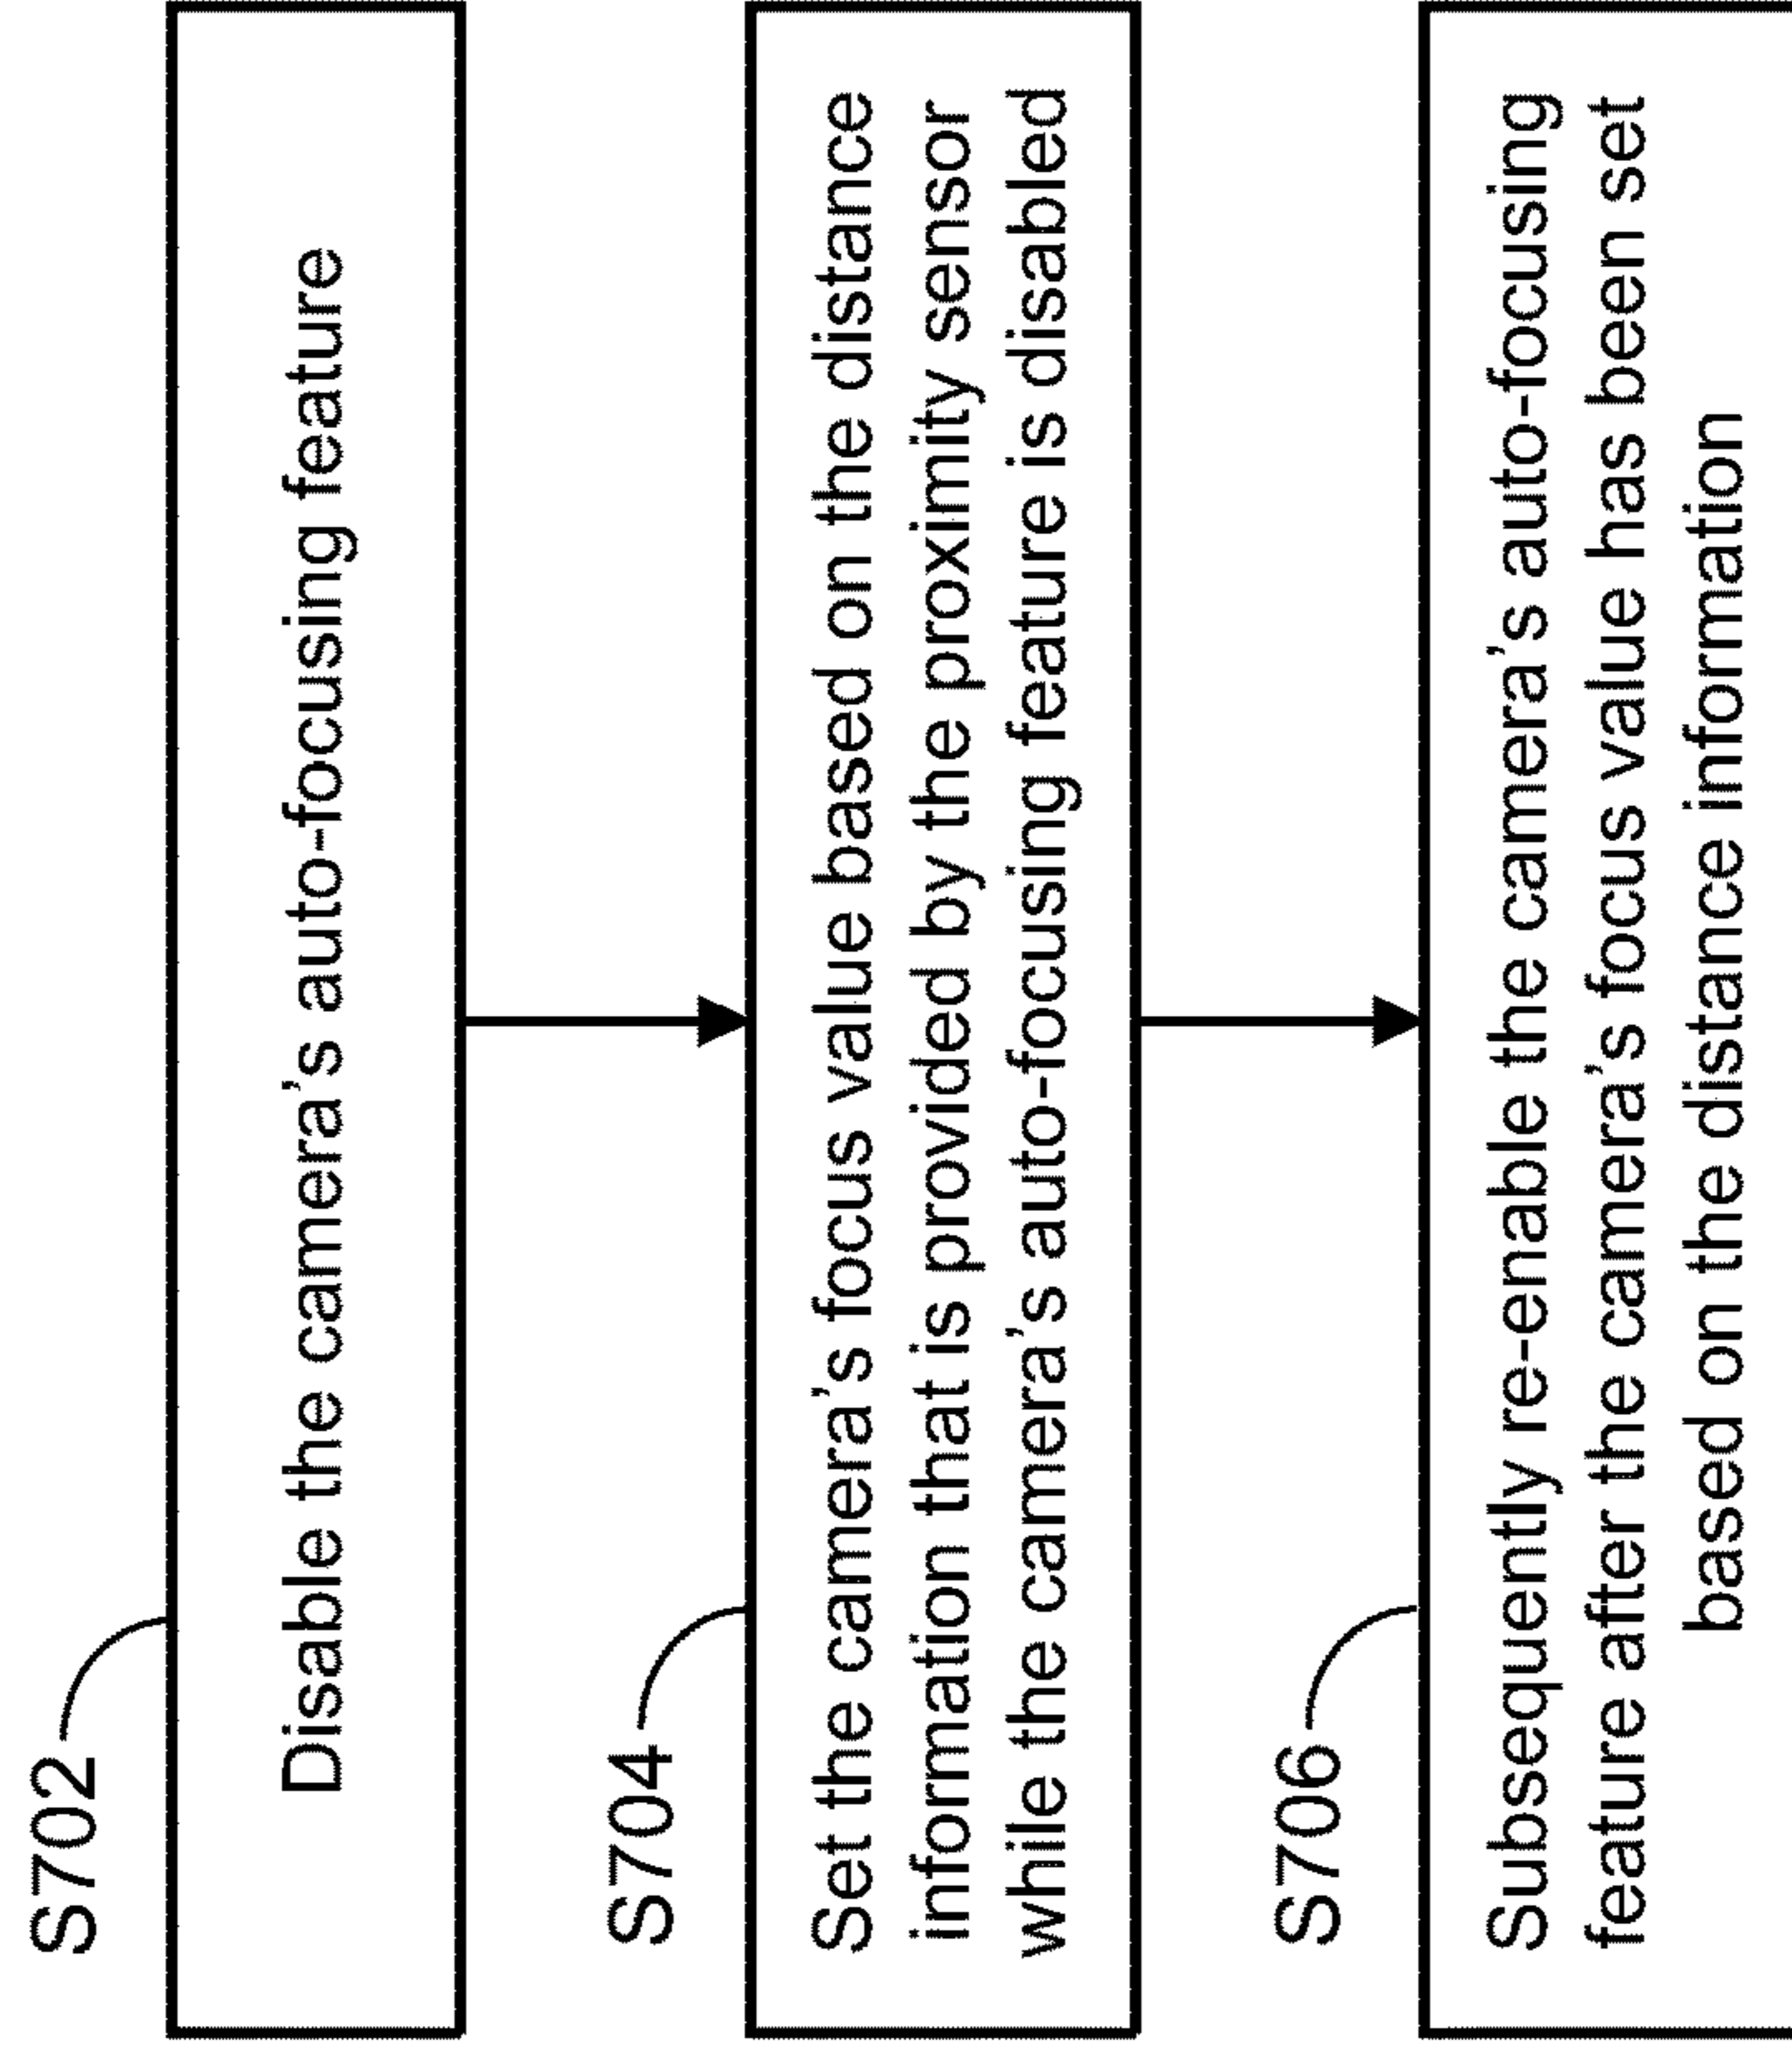 S702
Disable the camera's auto-focusing feature
S704
Set the camera's focus value based on the distance
information that is provided by the proximity sensor
while the camera's auto-focusing feature is disabled
S706
Subsequently re-enable the camera's auto-focusing
feature after the camera's focus value has been set
based on the distance information